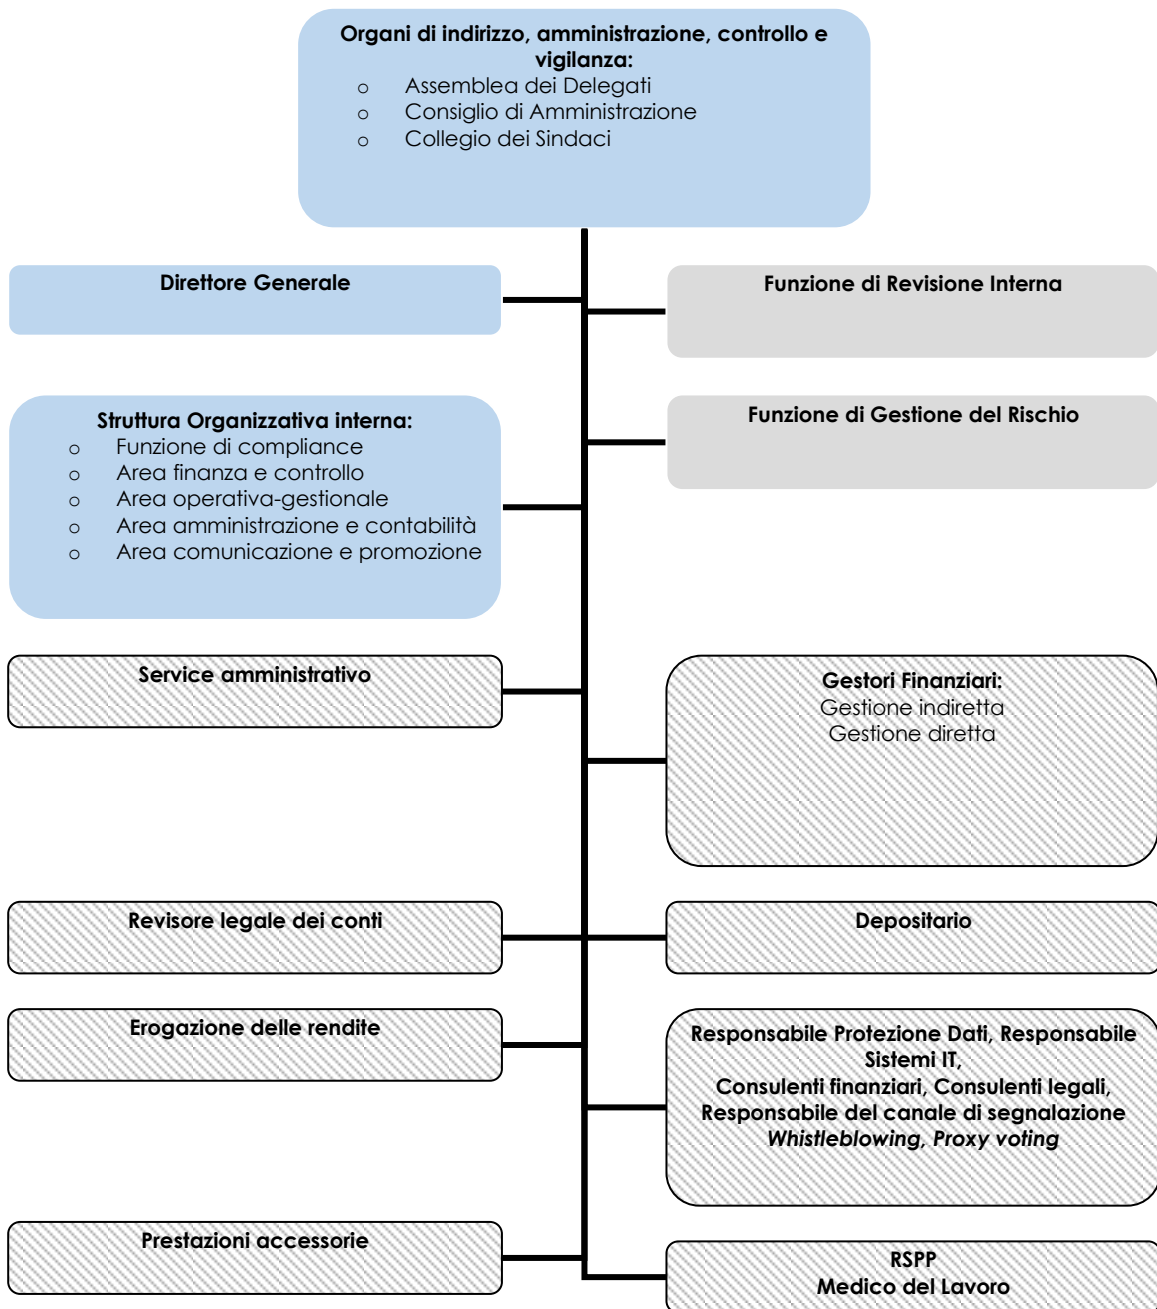 Organi di indirizzo, amministrazione, controllo e
vigilanza:
o Assemblea dei Delegati
o Consiglio di Amministrazione
o Collegio dei Sindaci
Direttore Generale
Funzione di Revisione Interna
Struttura Organizzativa interna:
o Funzione di compliance
o Area finanza e controllo
o Area operativa-gestionale
o Area amministrazione e contabilità
o Area comunicazione e promozione
Funzione di Gestione del Rischio
Service amministrativo
Gestori Finanziari:
Gestione indiretta
Gestione diretta
Revisore legale dei conti
Depositario
Erogazione delle rendite
Responsabile Protezione Dati, Responsabile
Sistemi IT,
Consulenti finanziari, Consulenti legali,
Responsabile del canale di segnalazione
Whistleblowing, Proxy voting
Prestazioni accessorie
RSPP
Medico del Lavoro